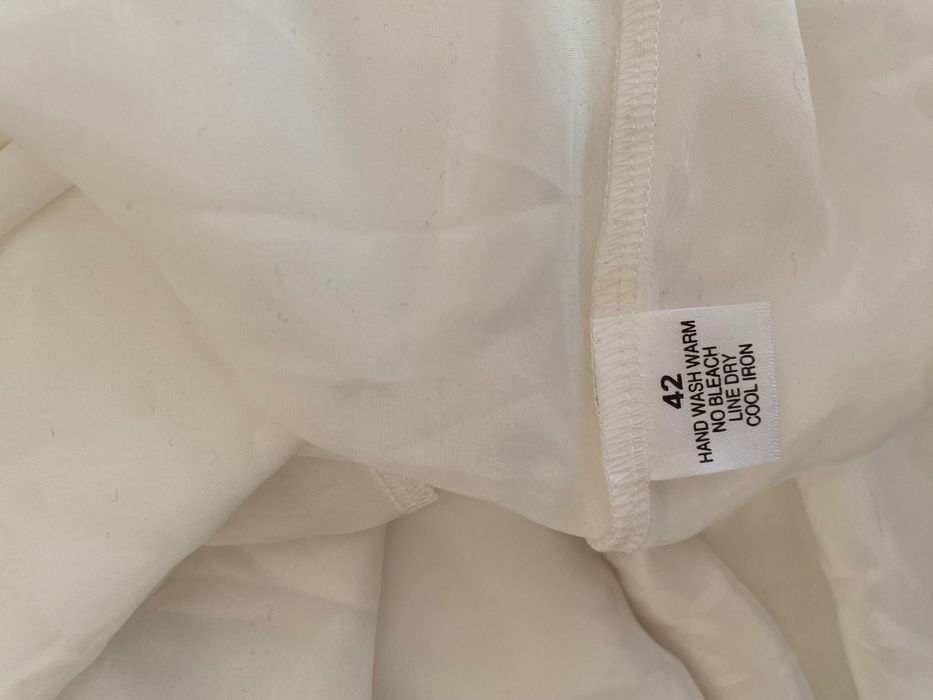 42
HAND WASH WARM
NO BLEACH
LINE DRY
COOL IRON